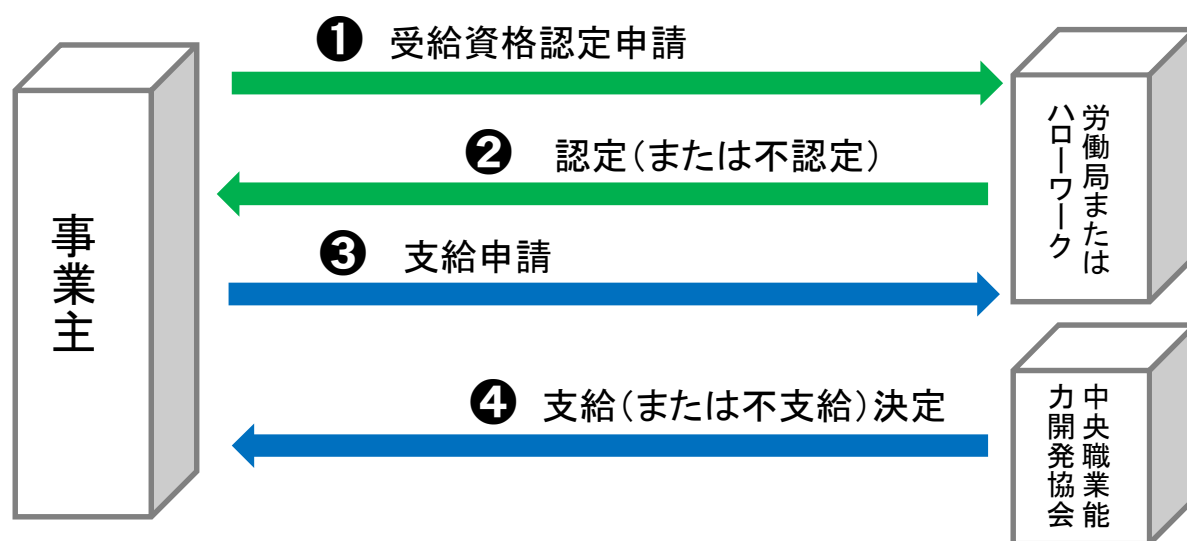 ❶ 受給資格認定申請
❷ 認定(または不認定)
❸ 支給申請
❹ 支給(または不支給)決定
事業主
労働局または
ハローワーク
中央職業能
力開発協会